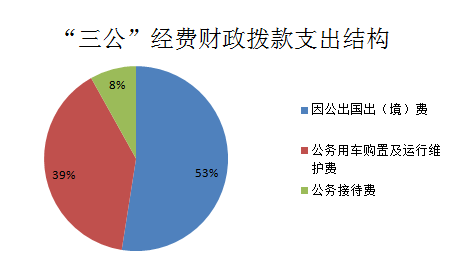 “三公”经费财政拨款支出结构
8%
39%
53%
因公出国出（境）费
公务用车购置及运行维
护费
公务接待费